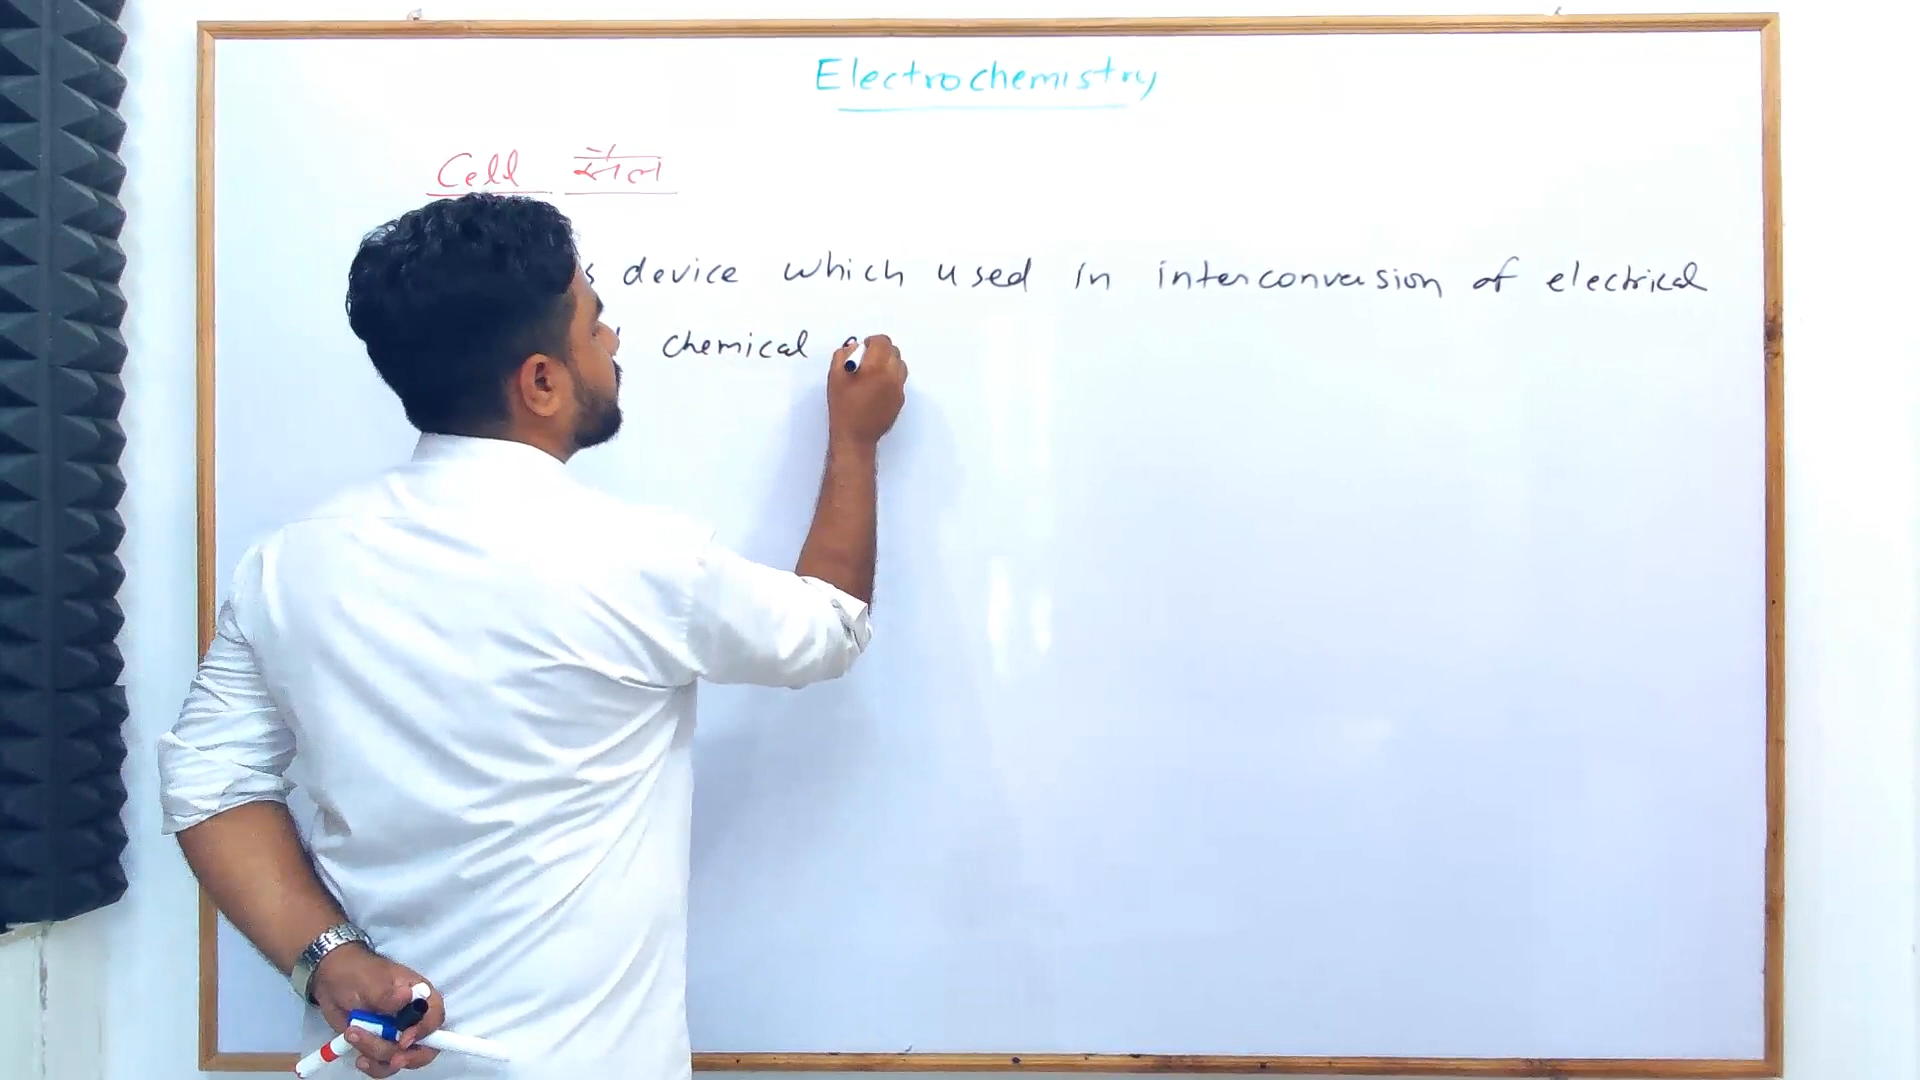 Electrochemistry
Cell सैल
device which used in interconversion of electrical
chemical